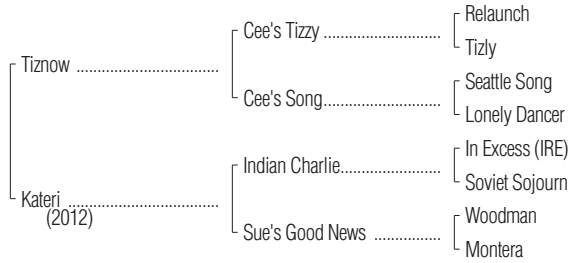 Relaunch
Cee's Tizzy
Tizly
Tiznow
Seattle Song
Cee's Song
Lonely Dancer
In Excess (IRE)
Indian Charlie
Soviet Sojourn
Kateri
(2012)
Woodman
Sue's Good News
Montera